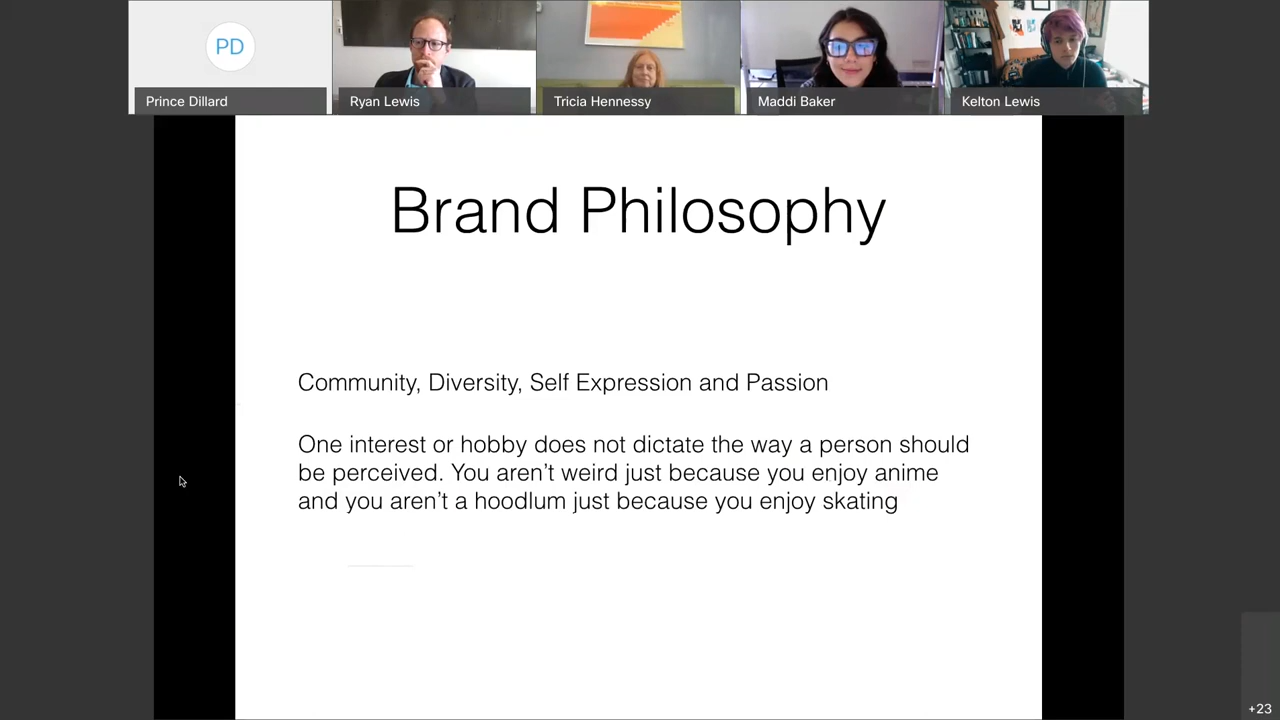 PD
Prince Dillard
Ryan Lewis
Tricia Hennessy
Maddi Baker
Kelton Lewis
Brand Philosophy
Community, Diversity, Self Expression and Passion
One interest or hobby does not dictate the way a person should
be perceived. You aren't weird just because you enjoy anime
and you aren't a hoodlum just because you enjoy skating
+23